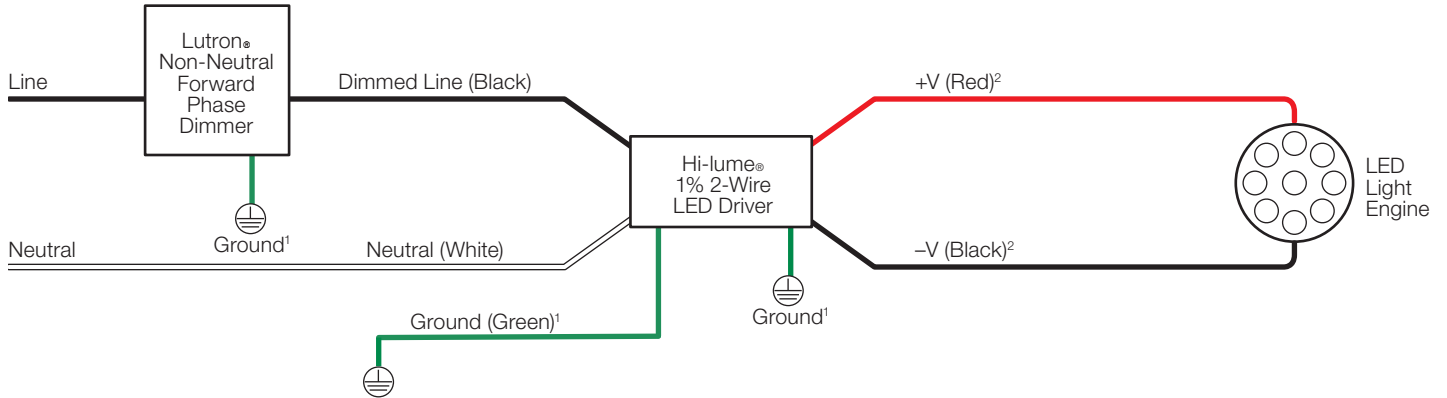 Lutron®
Non-Neutral
Forward
Phase
Dimmer
Line
Dimmed Line (Black)
+V (Red)²
Hi-lume®
1% 2-Wire
LED Driver
LED
Light
Engine
Ground¹
Neutral
Neutral (White)
–V (Black)²
Ground¹
Ground (Green)¹